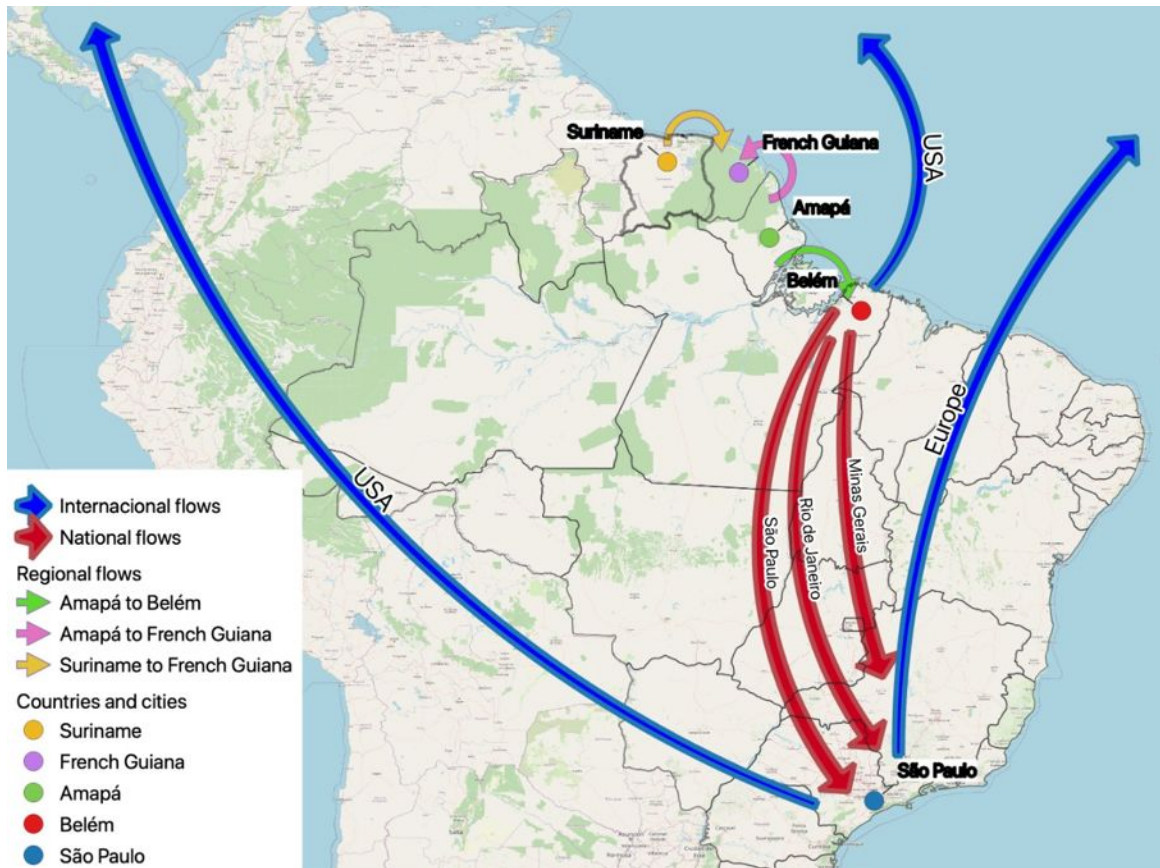 Suriname
French Guiana
USA
Amapá
Belém
Europe
USA
São Paulo
Rio de Janeiro
Minas Gerais
São Paulo
Internacional flows
National flows
Regional flows
Amapá to Belém
Amapá to French Guiana
Suriname to French Guiana
Countries and cities
Suriname
French Guiana
Amapá
Belém
São Paulo